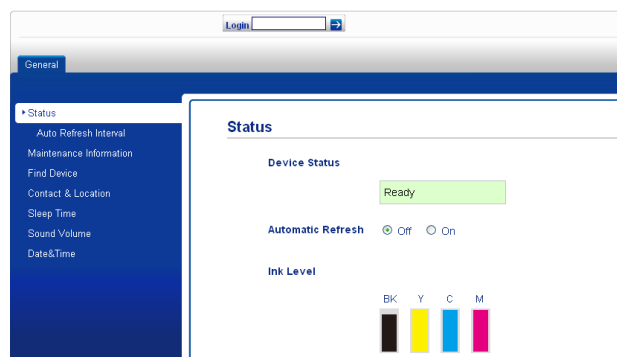 Login
General
Status
Auto Refresh Interval
Maintenance Information
Find Device
Contact & Location
Sleep Time
Sound Volume
Date&Time
Status
Device Status
Ready
Automatic Refresh Off On
Ink Level
BK Y C M